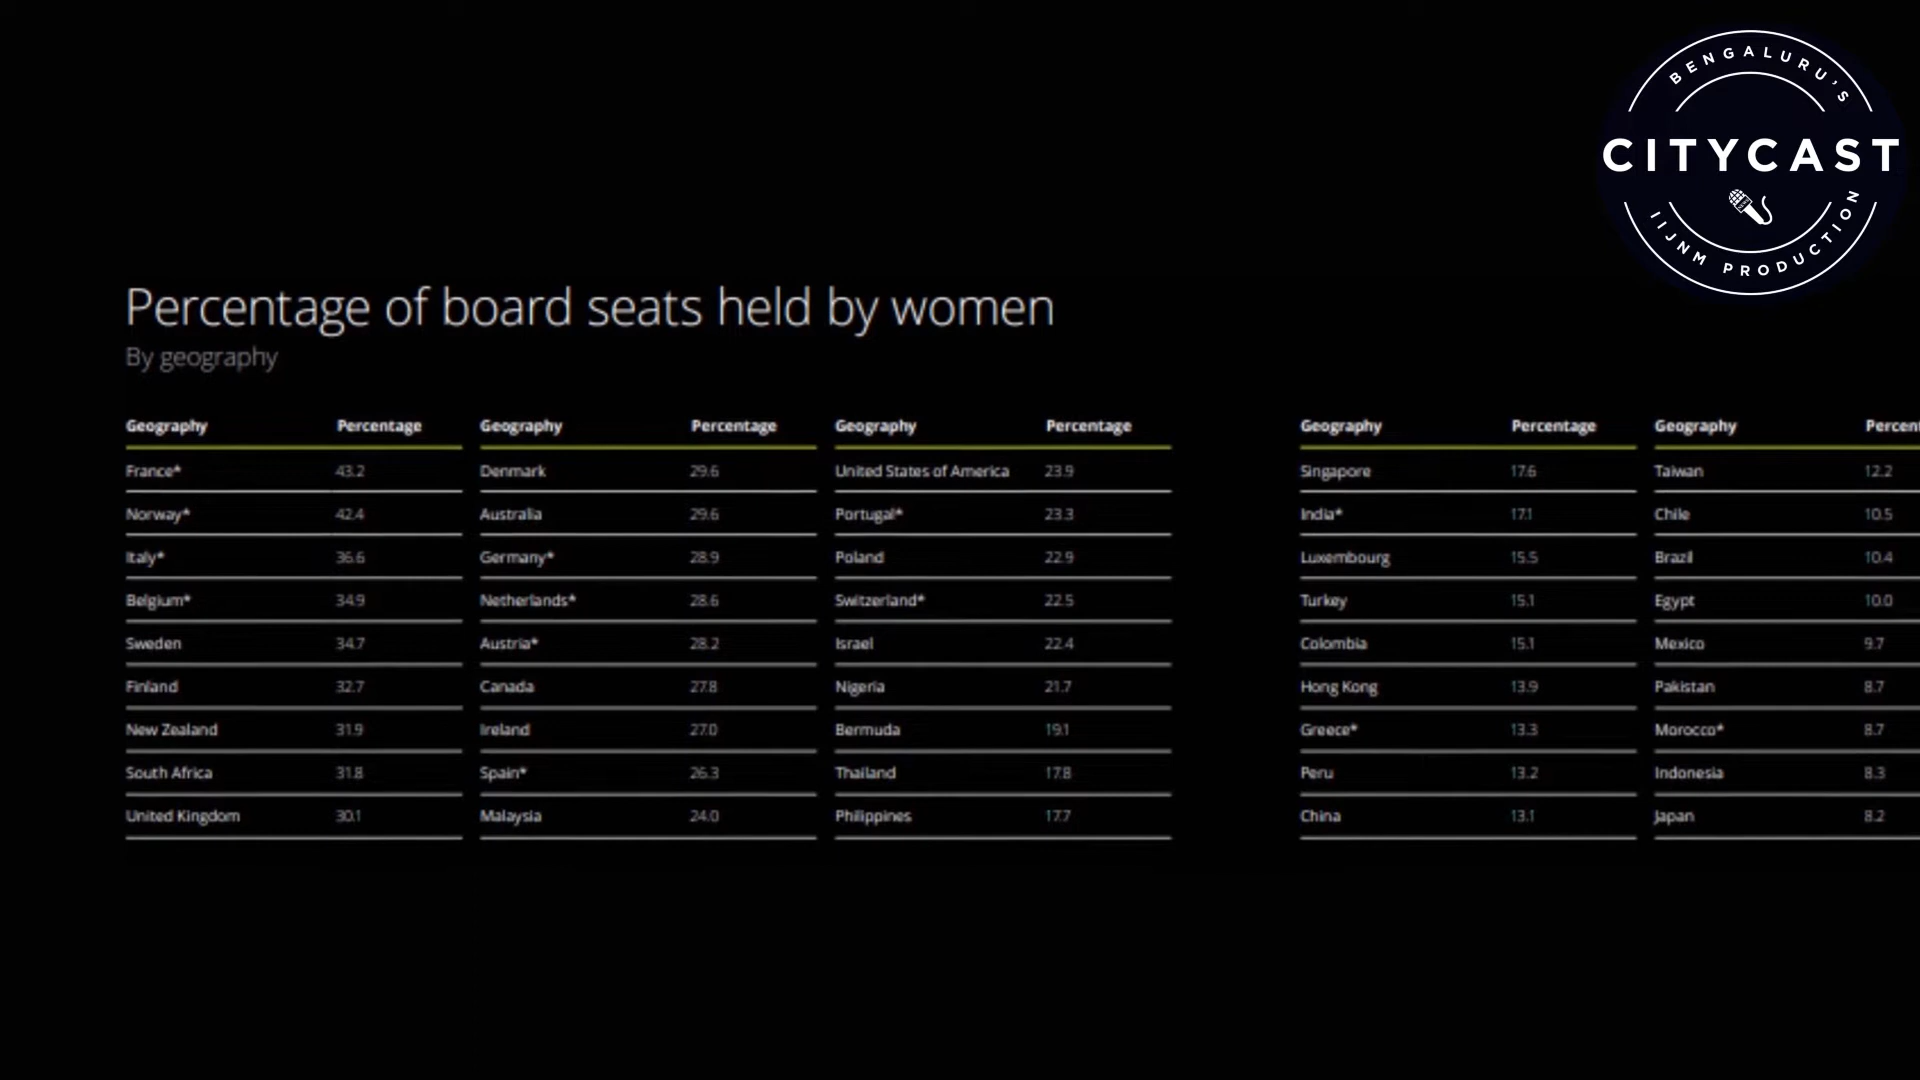 BENGALURU'S
CITYCAST
IIJNM PRODUCTION
Percentage of board seats held by women
By geography
Geography Percentage Geography Percentage Geography Percentage Geography Percentage Geography Percent
France* 43.2 Denmark 29.6 United States of America 23.9 Singapore 17.6 Taiwan 12.2
Norway* 42.4 Australia 29.6 Portugal* 23.3 India* 17.1 Chile 10.5
Italy* 36.6 Germany* 28.9 Poland 22.9 Luxembourg 15.5 Brazil 10.4
Belgium* 34.9 Netherlands* 28.6 Switzerland* 22.5 Turkey 15.1 Egypt 10.0
Sweden 34.7 Austria* 28.2 Israel 22.4 Colombia 15.1 Mexico 9.7
Finland 32.7 Canada 27.8 Nigeria 21.7 Hong Kong 13.9 Pakistan 8.7
New Zealand 31.9 Ireland 27.0 Bermuda 19.1 Greece* 13.3 Morocco* 8.7
South Africa 31.8 Spain* 26.3 Thailand 17.8 Peru 13.2 Indonesia 8.3
United Kingdom 30.1 Malaysia 24.0 Philippines 17.7 China 13.1 Japan 8.2